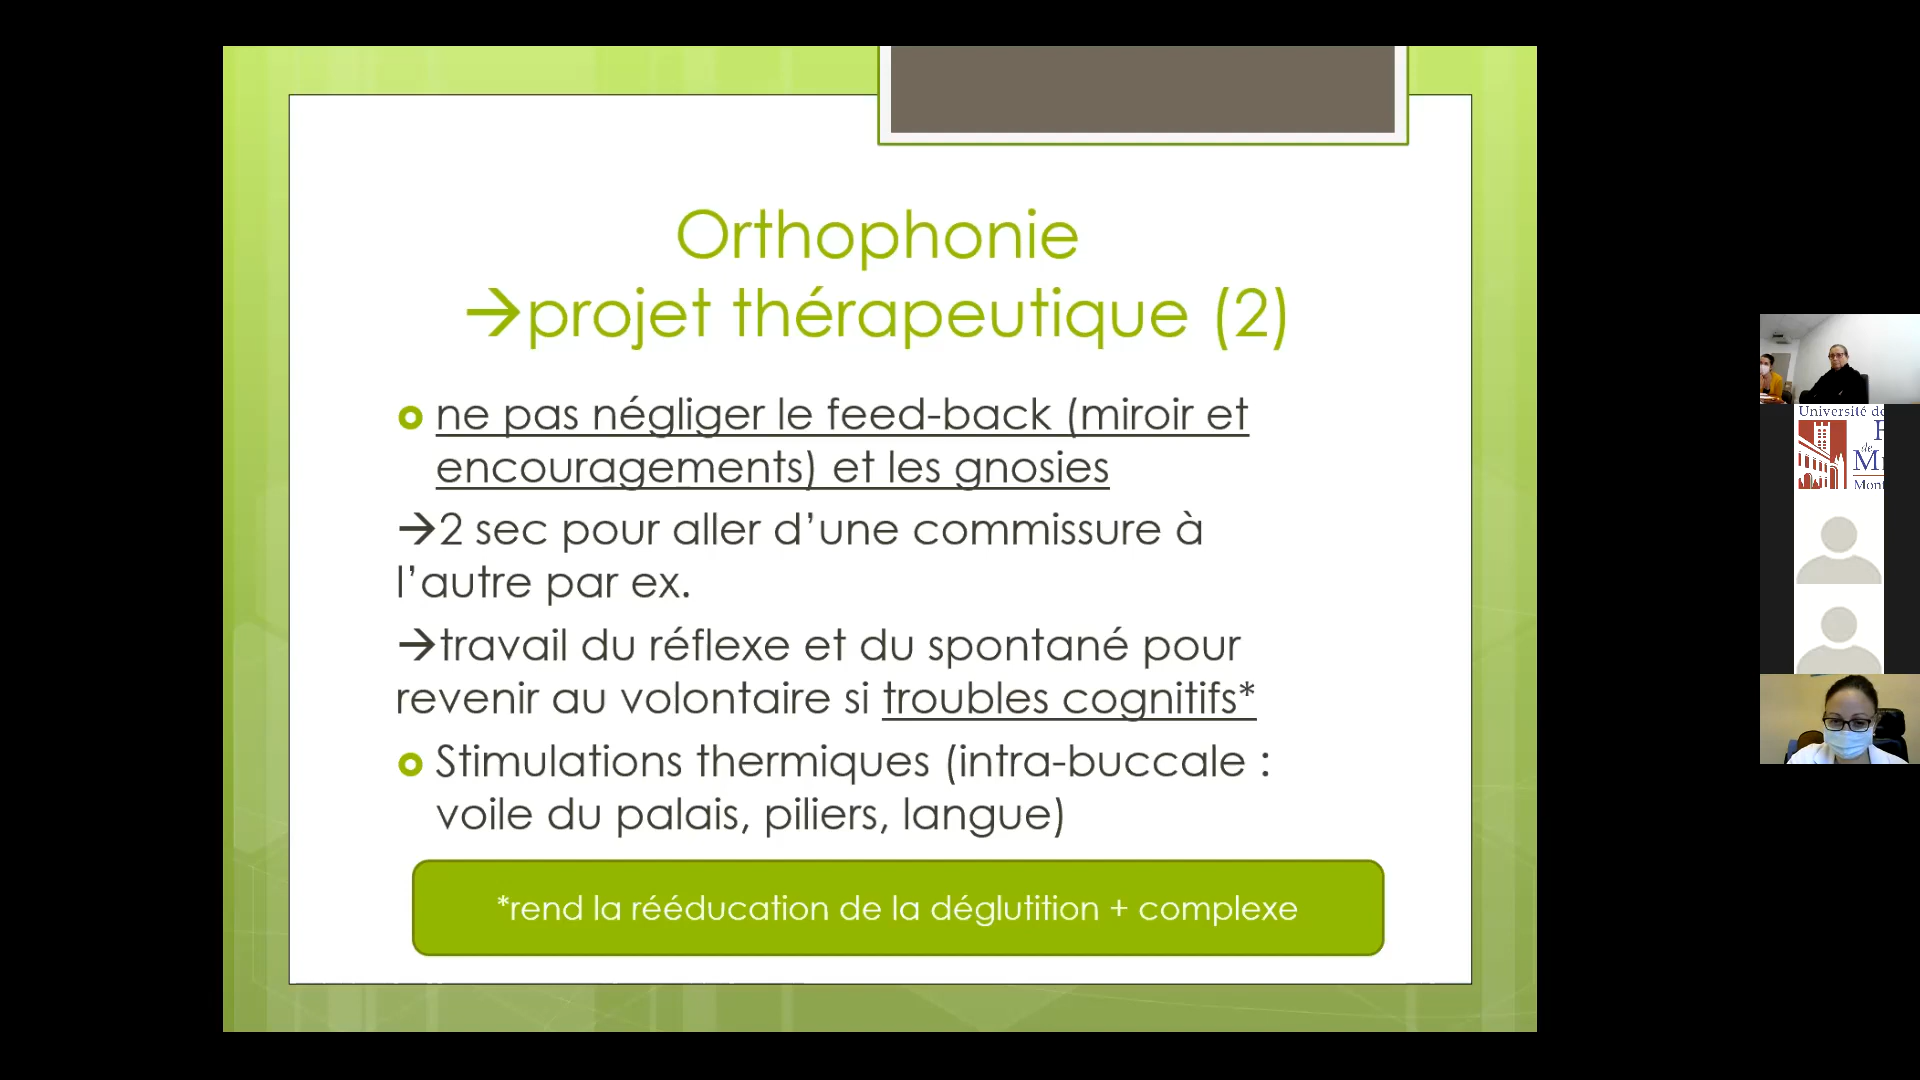 Orthophonie
→projet thérapeutique (2)
ne pas négliger le feed-back (miroir et
encouragements) et les gnosies
→2 sec pour aller d’une commissure à
l’autre par ex.
→travail du réflexe et du spontané pour
revenir au volontaire si troubles cognitifs*
Stimulations thermiques (intra-buccale :
voile du palais, piliers, langue)
*rend la rééducation de la déglutition + complexe
Université de
de